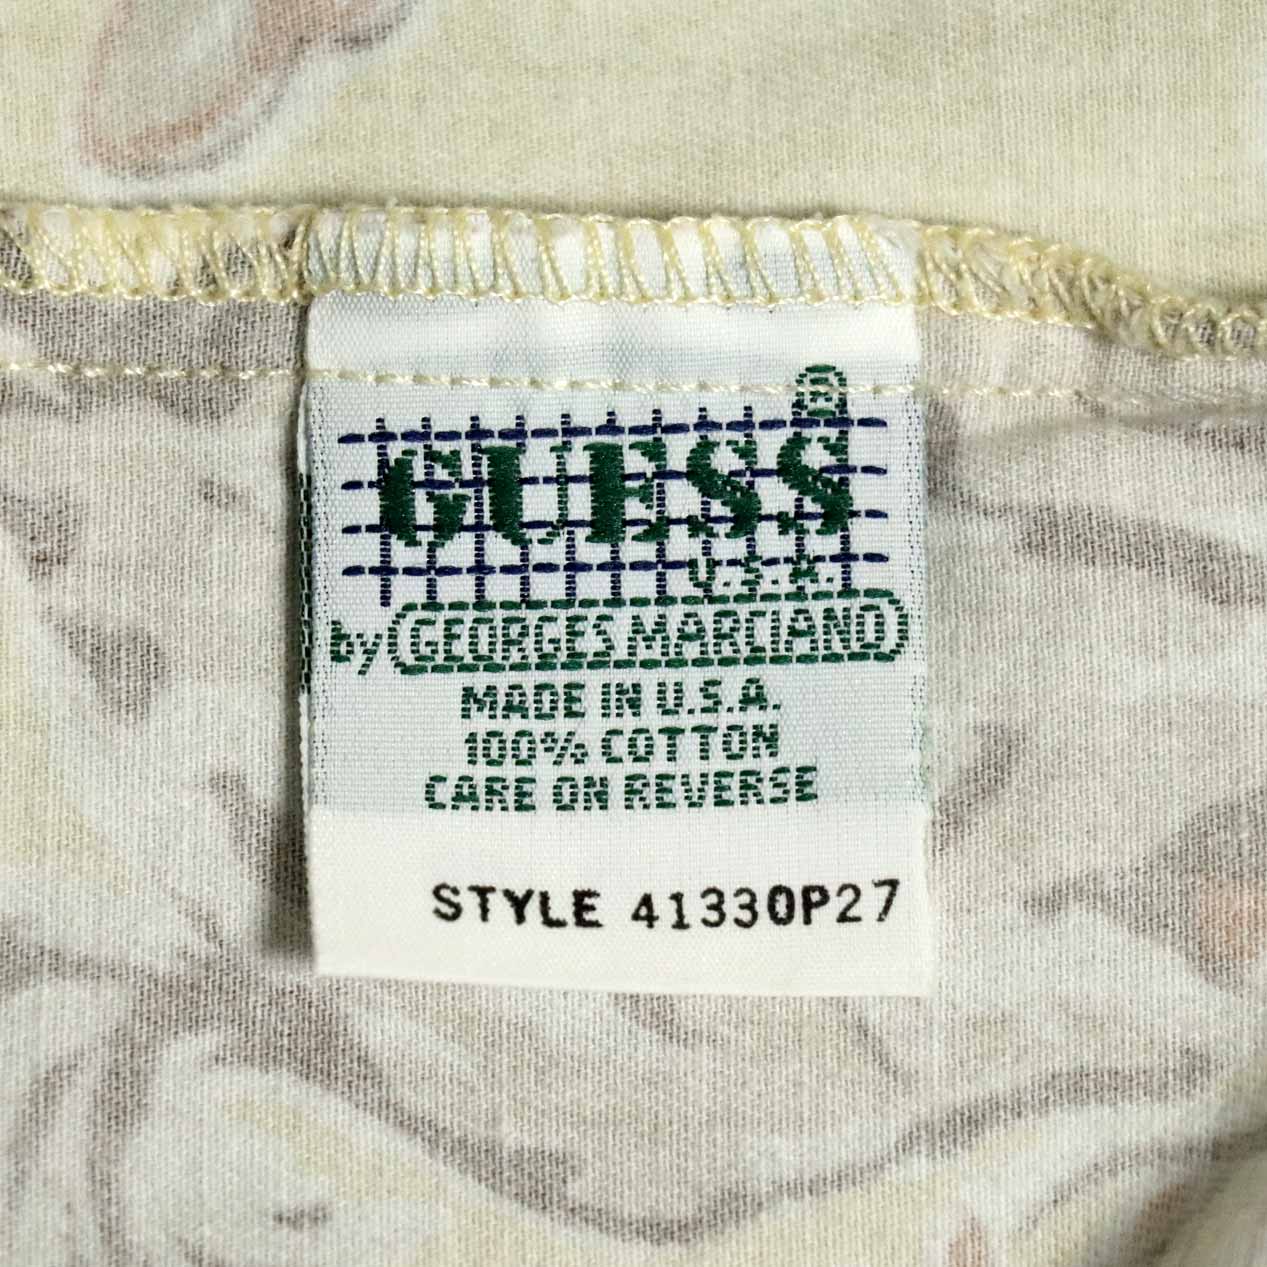 ®
GUESS
U.S.A.
by GEORGES MARCIANO
MADE IN U.S.A.
100% COTTON
CARE ON REVERSE
STYLE 41330P27